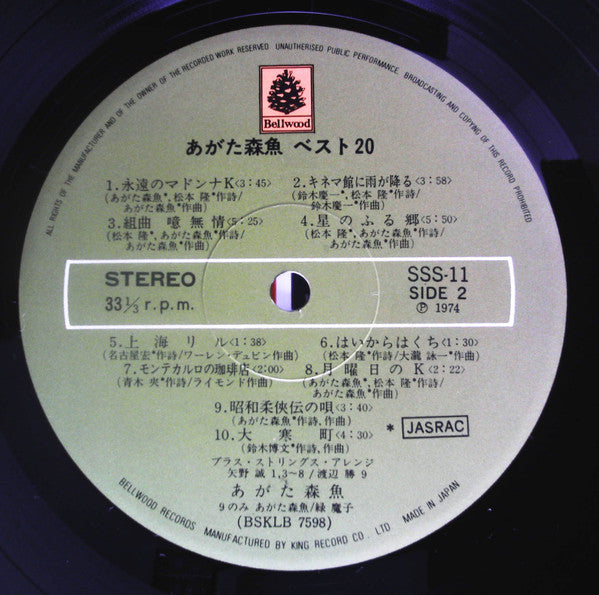 ALL RIGHTS OF THE MANUFACTURER AND OF THE OWNER OF THE RECORDED WORK RESERVED. UNAUTHORISED PUBLIC PERFORMANCE, BROADCASTING AND COPYING OF THIS RECORD PROHIBITED
Bellwood
あがた森魚 ベスト20
1.永遠のマドンナK<3:45>
(あがた森魚*,松本 隆*作詩/
あがた森魚*作曲)
2.キネマ館に雨が降る<3:58>
(鈴木慶一*,松本 隆*作詩/
鈴木慶一*作曲)
3.組曲 噫無情<5:25>
(松本 隆*,あがた森魚*作詩/
あがた森魚*作曲)
4.星のふる郷<5:50>
(松本 隆*,あがた森魚*作詩/
あがた森魚*作曲)
STEREO
33⅓ r.p.m.
SSS-11
SIDE 2
Ⓟ 1974
5.上海リル<1:38>
(名古屋宏*作詩/ワーレン・デュビン作曲)
6.はいからはくち<1:30>
(松本 隆*作詩/大瀧詠一*作曲)
7.モンテカルロの珈琲店<2:00>
(青木 爽*作詩/ライモンド作曲)
8.月曜日のK<2:22>
(あがた森魚*,松本 隆*作詩/
あがた森魚*作曲)
9.昭和柔侠伝の唄<3:40>
(あがた森魚*作詩,作曲)
10.大寒町<4:30>
(鈴木博文*作詩,作曲)
* JASRAC
ブラス・ストリングス・アレンジ
矢野 誠 1,3~8/渡辺 勝 9
あがた森魚
9のみ あがた森魚/緑 魔子
(BSKLB 7598)
BELLWOOD RECORDS MANUFACTURED BY KING RECORD CO., LTD. MADE IN JAPAN